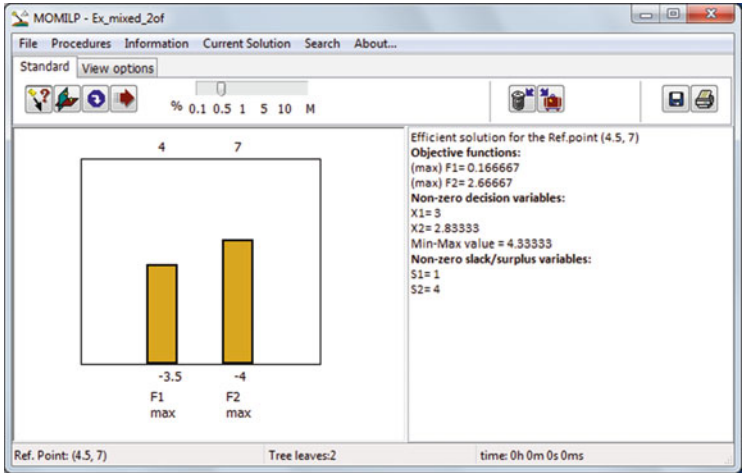 MOMILP - Ex_mixed_2of
File Procedures Information Current Solution Search About...
Standard View options
% 0.1 0.5 1 5 10 M
4 7
-3.5 -4
F1 F2
max max
Efficient solution for the Ref.point (4.5, 7)
Objective functions:
(max) F1= 0.166667
(max) F2= 2.66667
Non-zero decision variables:
X1= 3
X2= 2.83333
Min-Max value = 4.33333
Non-zero slack/surplus variables:
S1= 1
S2= 4
Ref. Point: (4.5, 7) Tree leaves:2 time: 0h 0m 0s 0ms